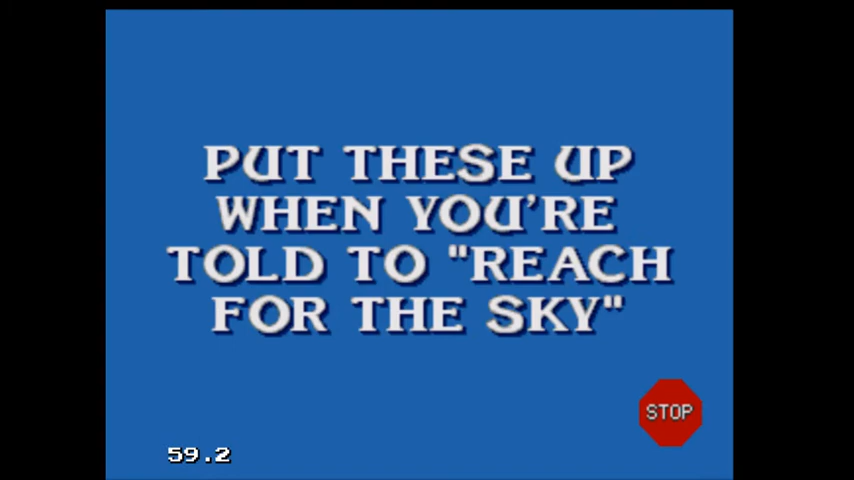 PUT THESE UP
WHEN YOU'RE
TOLD TO "REACH
FOR THE SKY"
STOP
59.2